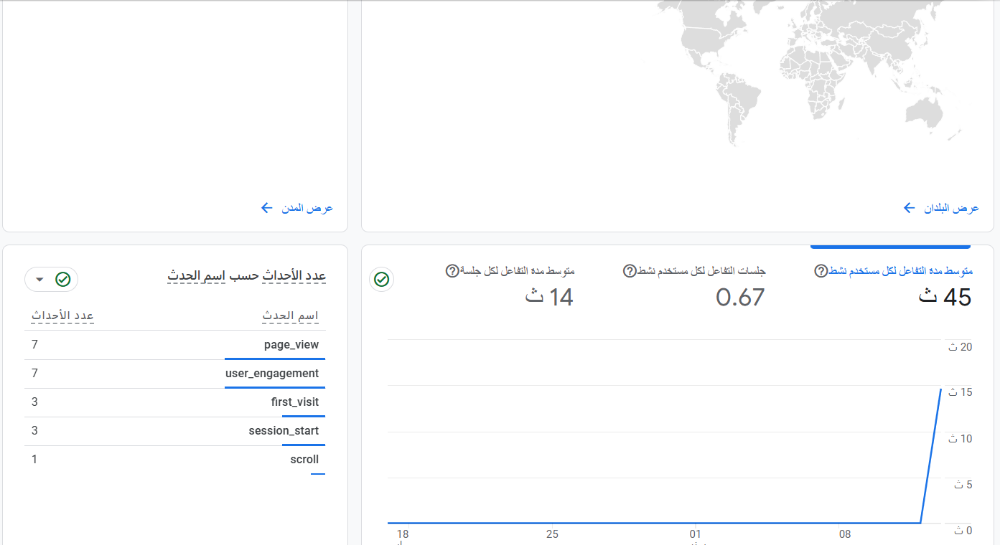 عرض البلدان
عرض المدن
متوسط مدة التفاعل لكل مستخدم نشط
45 ث
جلسات التفاعل لكل مستخدم نشط
0.67
متوسط مدة التفاعل لكل جلسة
14 ث
20 ث
15 ث
10 ث
5 ث
0 ث
18
25
01
08
عدد الأحداث حسب اسم الحدث
اسم الحدث عدد الأحداث
page_view 7
user_engagement 7
first_visit 3
session_start 3
scroll 1